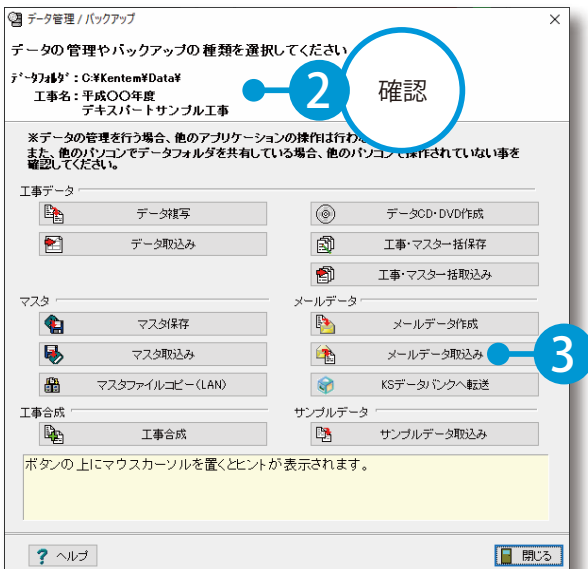 データ管理 / バックアップ
データの管理やバックアップの種類を選択してください
ﾃﾞｰﾀﾌｫﾙﾀﾞ:C:¥Kentem¥Data¥
工事名:平成〇〇年度
デキスパートサンプル工事
2
確認
※データの管理を行う場合、他のアプリケーションの操作は行わ
また、他のパソコンでデータフォルダを共有している場合、他のパソコンで操作されていない事を
確認してください。
工事データ
データ複写
データCD・DVD作成
データ取込み
工事・マスタ一括保存
工事・マスタ一括取込み
マスタ
メールデータ
マスタ保存
メールデータ作成
マスタ取込み
メールデータ取込み
3
マスタファイルコピー(LAN)
KSデータバンクへ転送
工事合成
サンプルデータ
工事合成
サンプルデータ取込み
ボタンの上にマウスカーソルを置くとヒントが表示されます。
? ヘルプ
閉じる